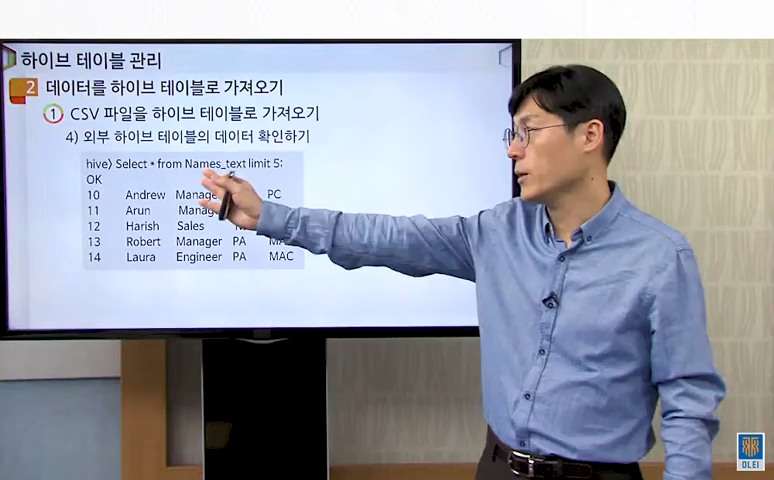 하이브 테이블 관리
2 데이터를 하이브 테이블로 가져오기
1 CSV 파일을 하이브 테이블로 가져오기
4) 외부 하이브 테이블의 데이터 확인하기
hive> Select * from Names_text limit 5:
OK
10 Andrew PC
11 Arun
12 Harish Sales
13 Robert Manager PA
14 Laura Engineer PA MAC
OLEI